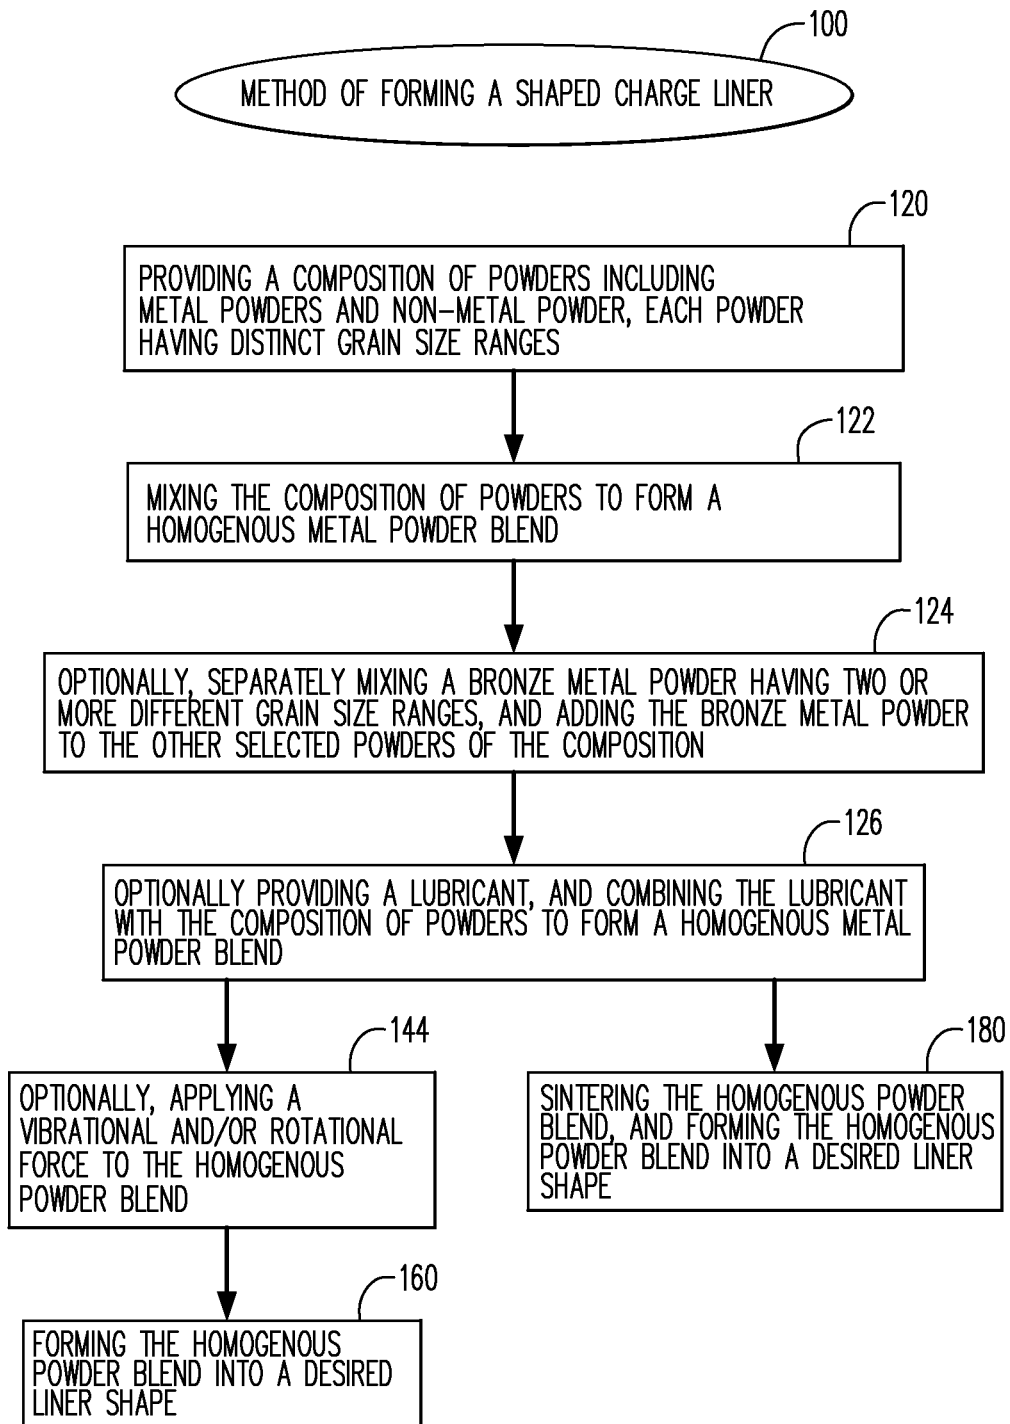 100
METHOD OF FORMING A SHAPED CHARGE LINER
120
PROVIDING A COMPOSITION OF POWDERS INCLUDING
METAL POWDERS AND NON-METAL POWDER, EACH POWDER
HAVING DISTINCT GRAIN SIZE RANGES
122
MIXING THE COMPOSITION OF POWDERS TO FORM A
HOMOGENOUS METAL POWDER BLEND
124
OPTIONALLY, SEPARATELY MIXING A BRONZE METAL POWDER HAVING TWO OR
MORE DIFFERENT GRAIN SIZE RANGES, AND ADDING THE BRONZE METAL POWDER
TO THE OTHER SELECTED POWDERS OF THE COMPOSITION
126
OPTIONALLY PROVIDING A LUBRICANT, AND COMBINING THE LUBRICANT
WITH THE COMPOSITION OF POWDERS TO FORM A HOMOGENOUS METAL
POWDER BLEND
144
OPTIONALLY, APPLYING A
VIBRATIONAL AND/OR ROTATIONAL
FORCE TO THE HOMOGENOUS
POWDER BLEND
180
SINTERING THE HOMOGENOUS POWDER
BLEND, AND FORMING THE HOMOGENOUS
POWDER BLEND INTO A DESIRED LINER
SHAPE
160
FORMING THE HOMOGENOUS
POWDER BLEND INTO A DESIRED
LINER SHAPE